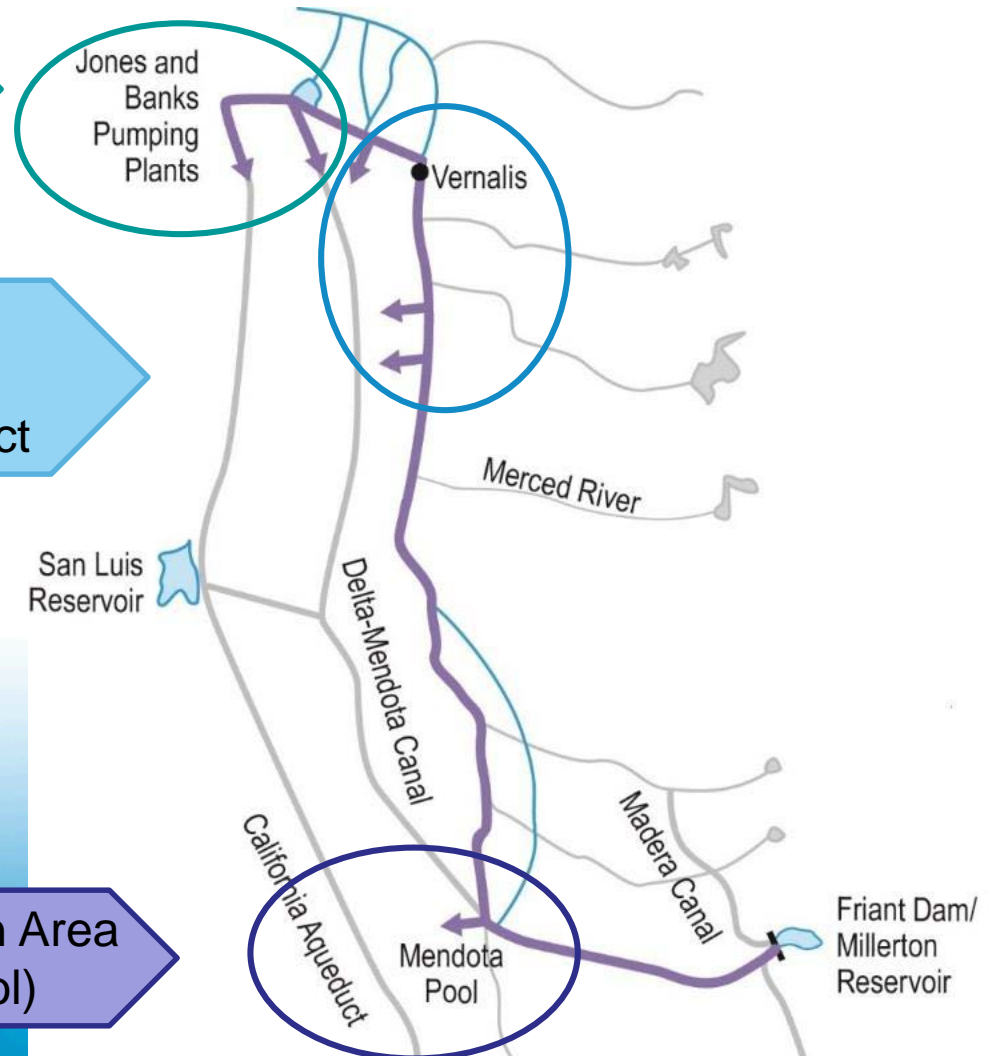 Jones and
Banks
Pumping
Plants
Vernalis
ct
Merced River
San Luis
Reservoir
Delta-Mendota Canal
Madera Canal
California Aqueduct
Area
ol)
Mendota
Pool
Friant Dam/
Millerton
Reservoir